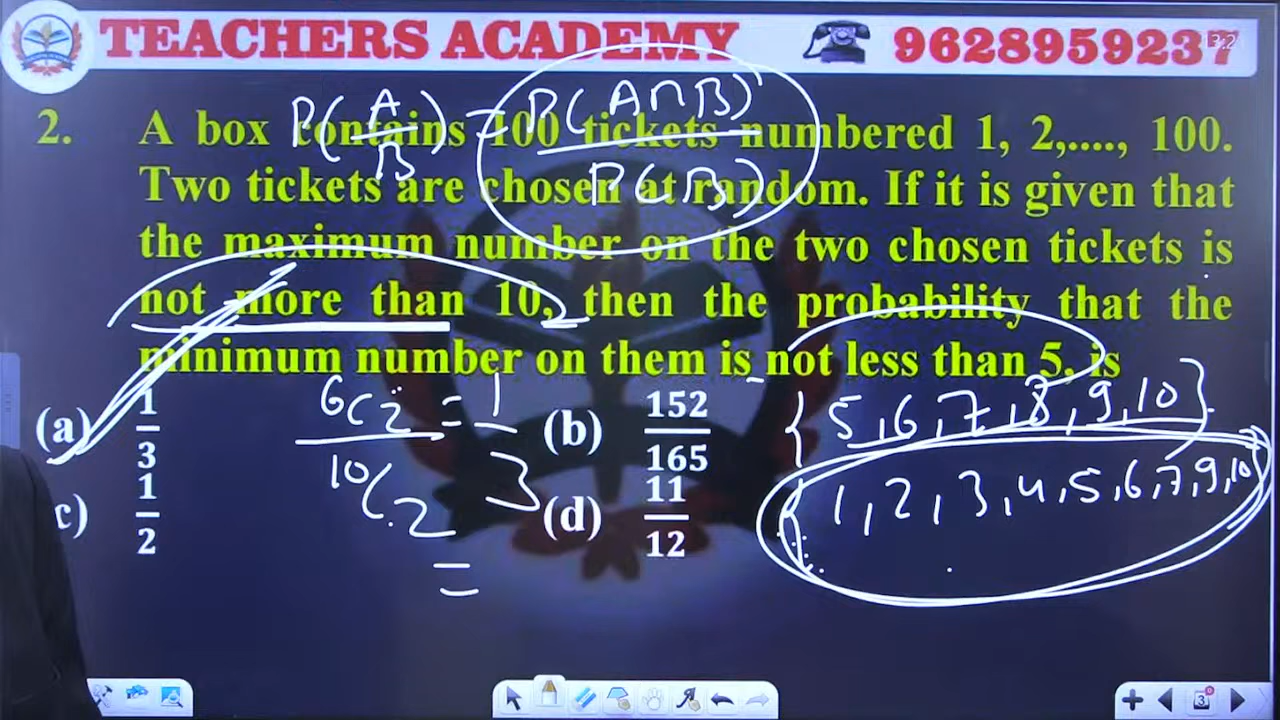 TEACHERS ACADEMY 9628959237
13:2
2. A box contains 100 tickets numbered 1, 2,...., 100.
Two tickets are chosen at random. If it is given that
the maximum number on the two chosen tickets is
not more than 10, then the probability that the
minimum number on them is not less than 5, is
(a) 1/3
(b) 152/165
c) 1/2
(d) 11/12
P(A/B) = P(A∩B)/P(B)
6C2/10C2 = 1/3
=
{5,6,7,8,9,10}
{1,2,3,4,5,6,7,9,10
3